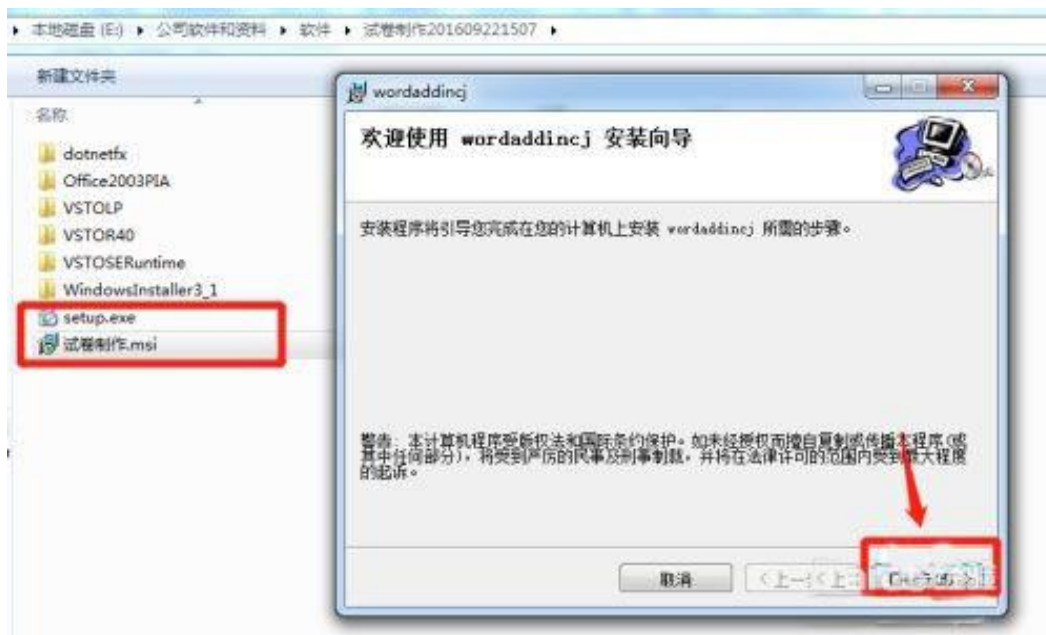 本地磁盘 (E:) ▸ 公司软件和资料 ▸ 软件 ▸ 试卷制作201609221507 ▸
新建文件夹
名称
dotnetfx
Office2003PIA
VSTOLP
VSTOR40
VSTOSERuntime
WindowsInstaller3_1
setup.exe
试卷制作.msi
wordaddincj
欢迎使用 wordaddincj 安装向导
安装程序将引导您完成在您的计算机上安装 wordaddincj 所需的步骤。
警告: 本计算机程序受版权法和国际条约保护。如未经授权而擅自复制或传播本程序(或
其中任何部分)，将受到严厉的民事及刑事制裁，并将在法律许可的范围内受到最大程度
的起诉。
取消